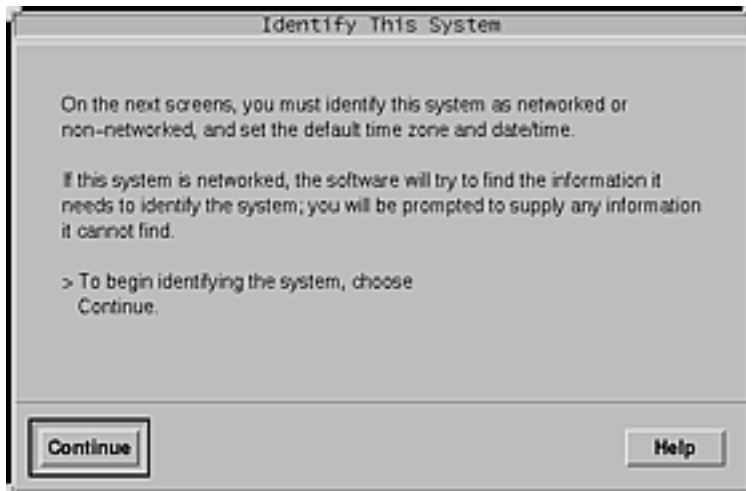 Identify This System
On the next screens, you must identify this system as networked or
non-networked, and set the default time zone and date/time.
If this system is networked, the software will try to find the information it
needs to identify the system; you will be prompted to supply any information
it cannot find.
> To begin identifying the system, choose
Continue.
Continue
Help